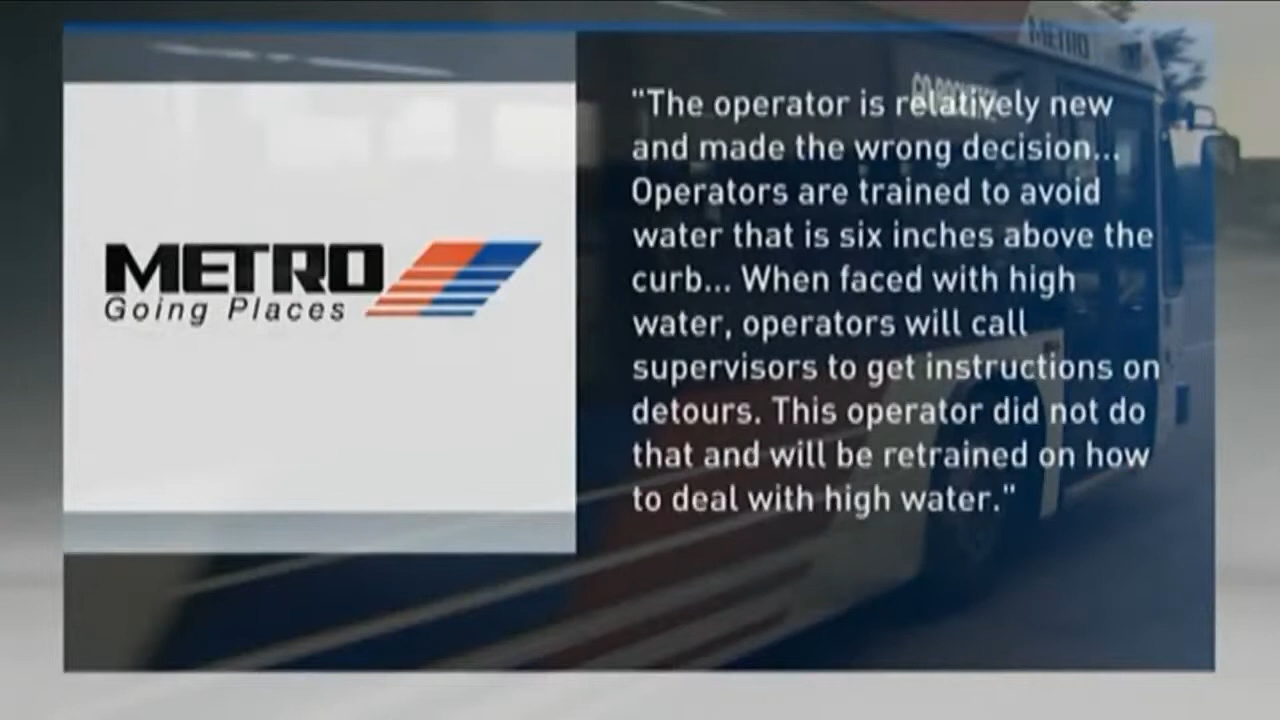 METRO
Going Places
METRO
"The operator is relatively new
and made the wrong decision...
Operators are trained to avoid
water that is six inches above the
curb... When faced with high
water, operators will call
supervisors to get instructions on
detours. This operator did not do
that and will be retrained on how
to deal with high water."